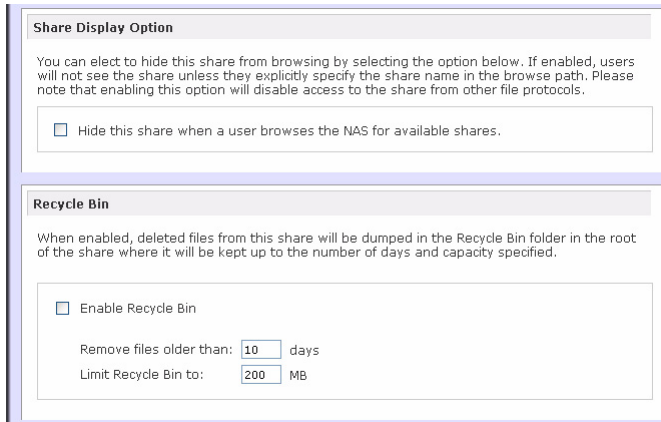 Share Display Option
You can elect to hide this share from browsing by selecting the option below. If enabled, users
will not see the share unless they explicitly specify the share name in the browse path. Please
note that enabling this option will disable access to the share from other file protocols.
Hide this share when a user browses the NAS for available shares.
Recycle Bin
When enabled, deleted files from this share will be dumped in the Recycle Bin folder in the root
of the share where it will be kept up to the number of days and capacity specified.
Enable Recycle Bin
Remove files older than: 10 days
Limit Recycle Bin to: 200 MB